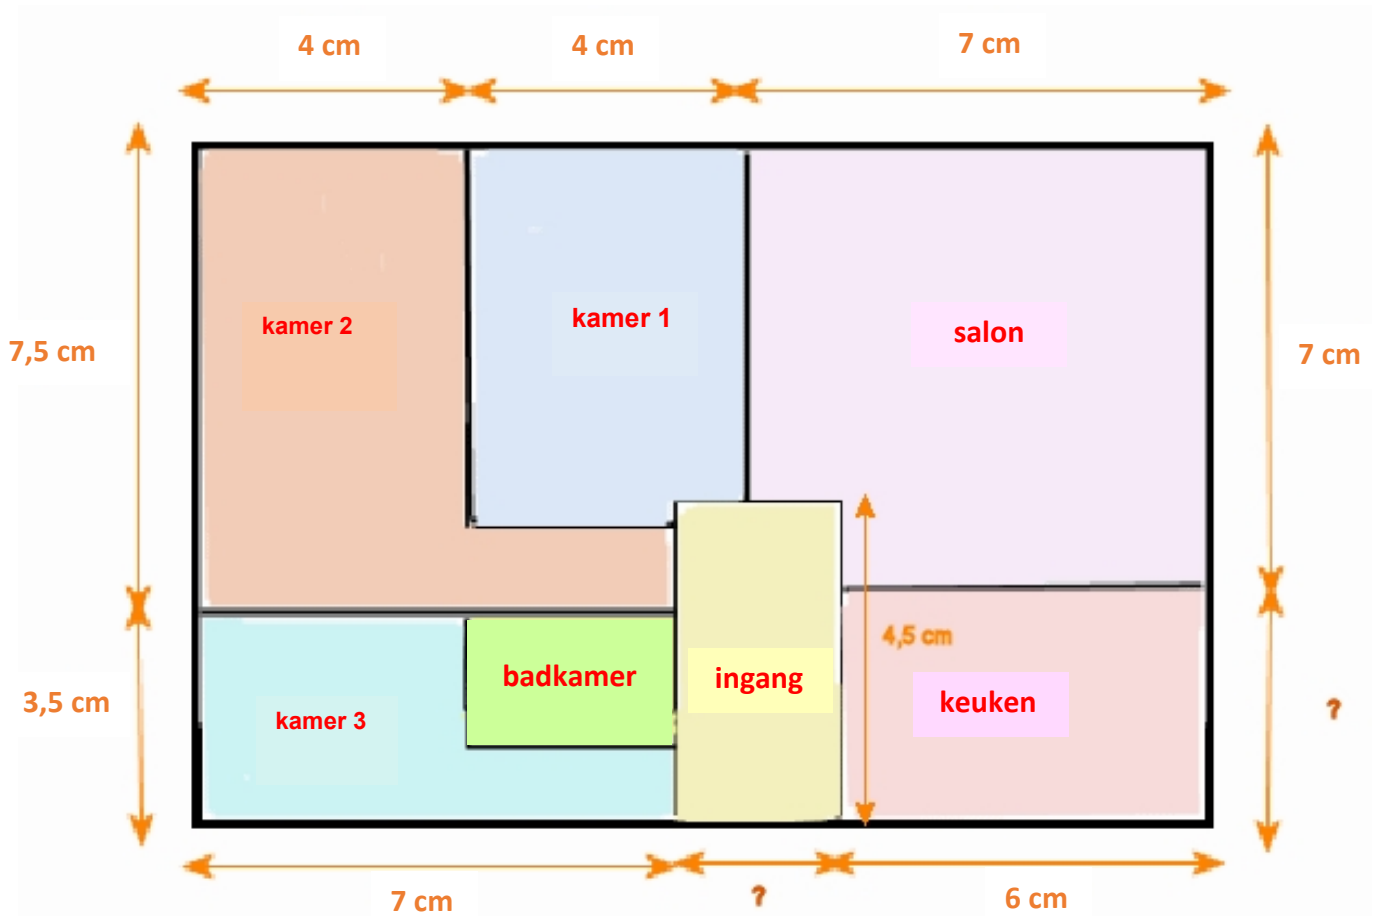 4 cm
4 cm
7 cm
kamer 2
kamer 1
salon
7,5 cm
7 cm
4,5 cm
badkamer
ingang
keuken
3,5 cm
kamer 3
?
7 cm
?
6 cm